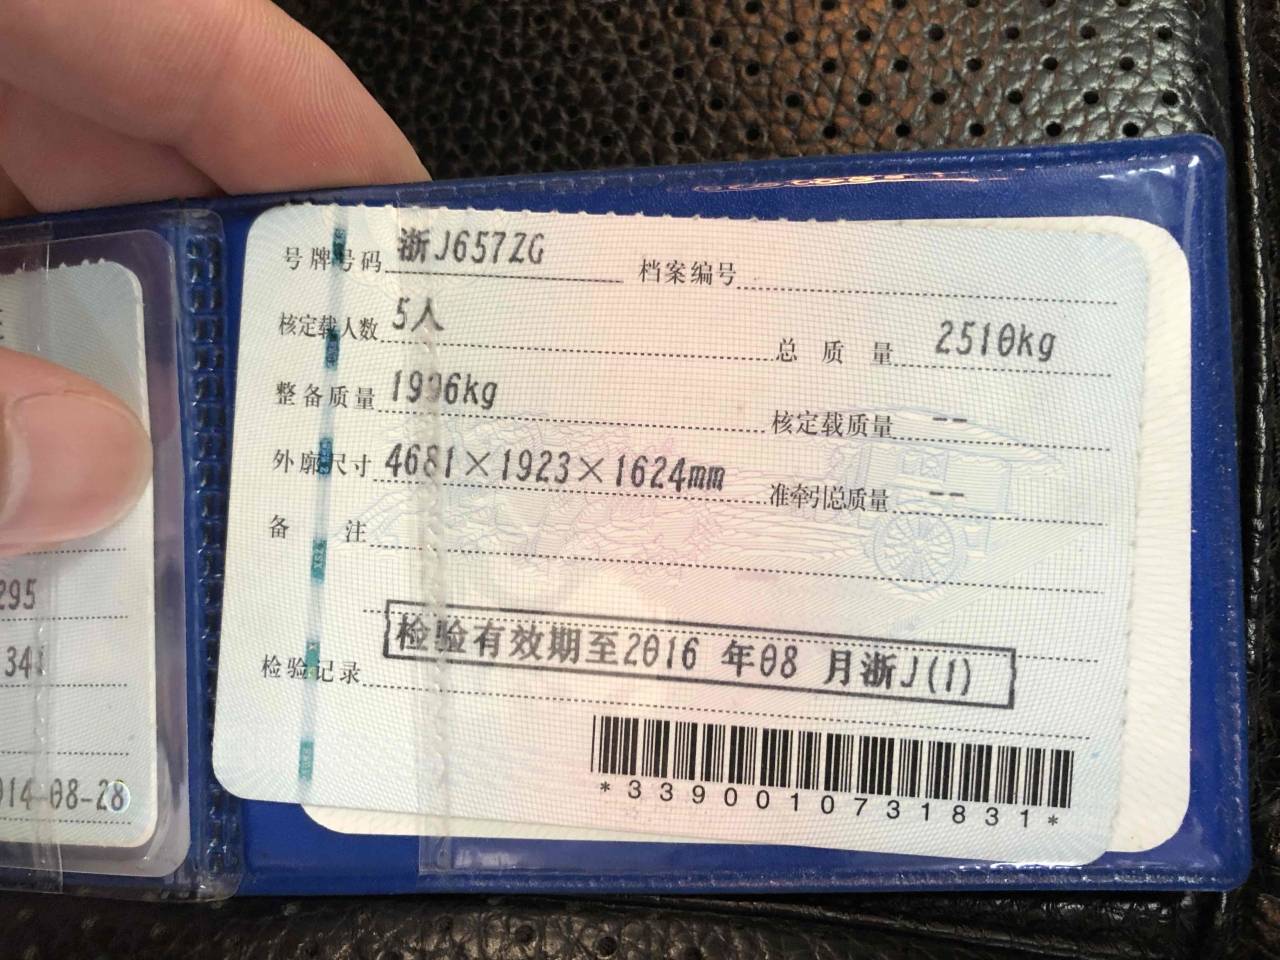 号牌号码 浙J657ZG 档案编号
核定载人数 5人 总质量 2510kg
整备质量 1996kg 核定载质量 --
外廓尺寸 4681×1923×1624mm 准牵引总质量 --
备注
检验记录 检验有效期至2016年08月浙J(1)
*3390010731831*
295
341
014-08-28